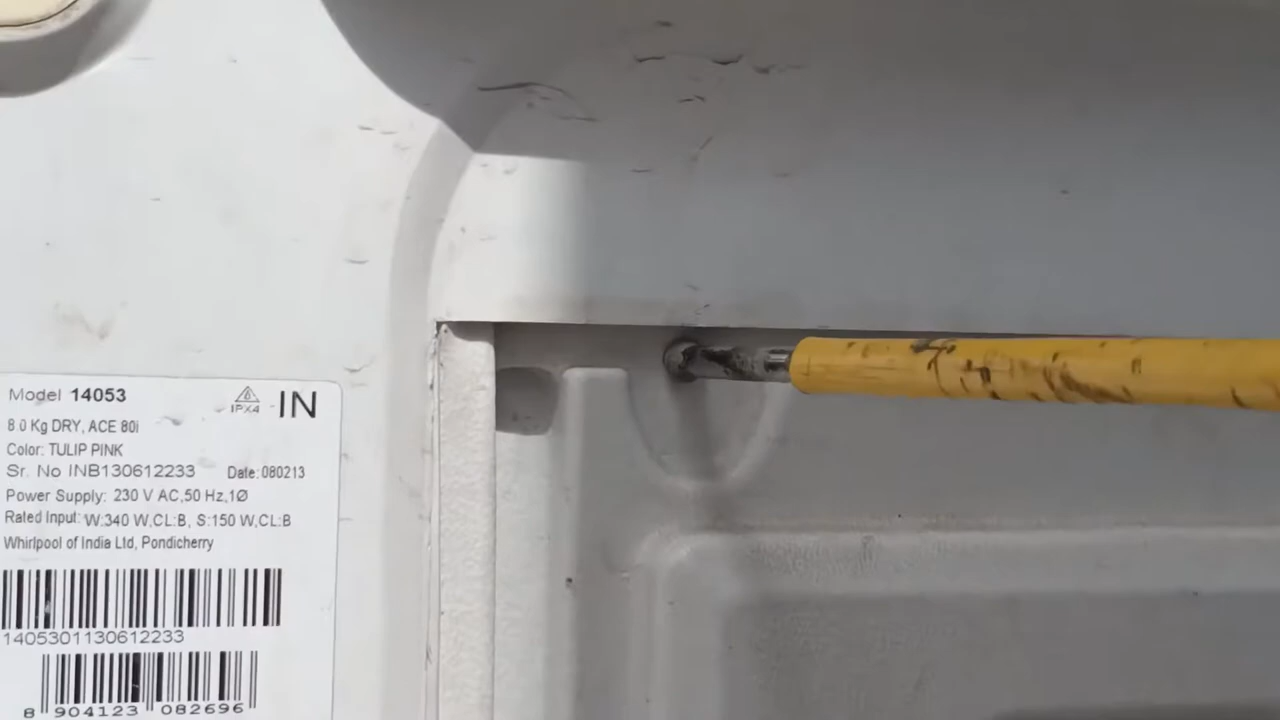 Model 14053
IPX4 IN
8.0 Kg DRY, ACE 80i
Color: TULIP PINK
Sr. No INB130612233 Date: 080213
Power Supply: 230 V AC,50 Hz,1Ø
Rated Input: W:340 W,CL:B, S:150 W,CL:B
Whirlpool of India Ltd, Pondicherry
1405301130612233
8 904123 082696